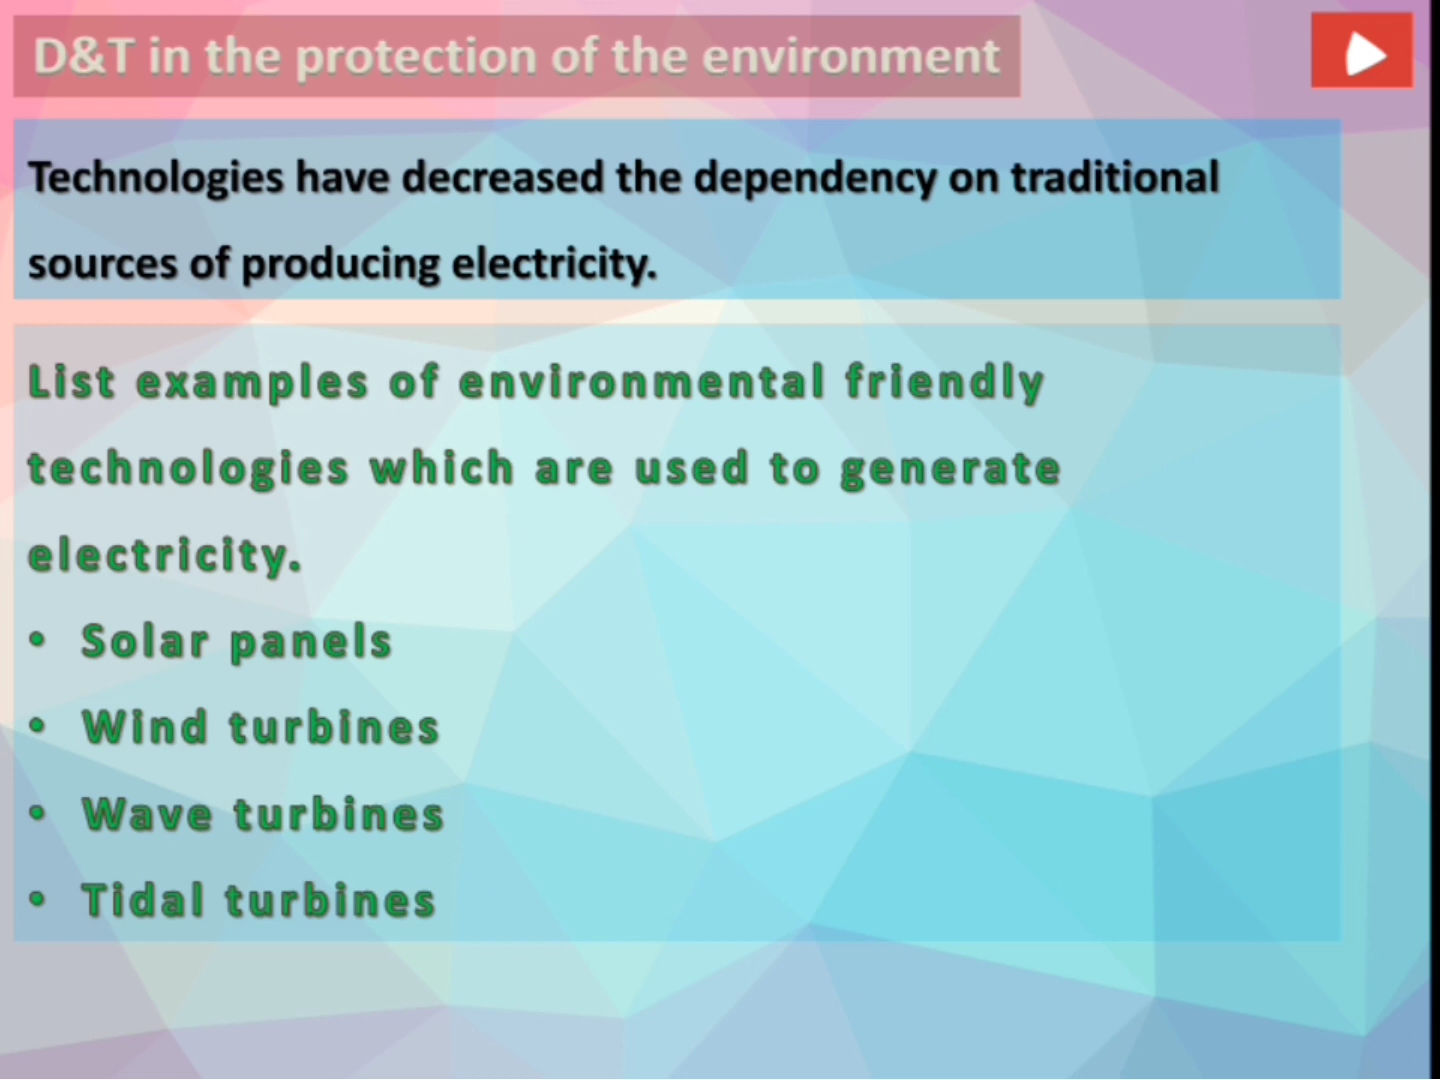 D&T in the protection of the environment
Technologies have decreased the dependency on traditional
sources of producing electricity.
List examples of environmental friendly
technologies which are used to generate
electricity.
• Solar panels
• Wind turbines
• Wave turbines
• Tidal turbines